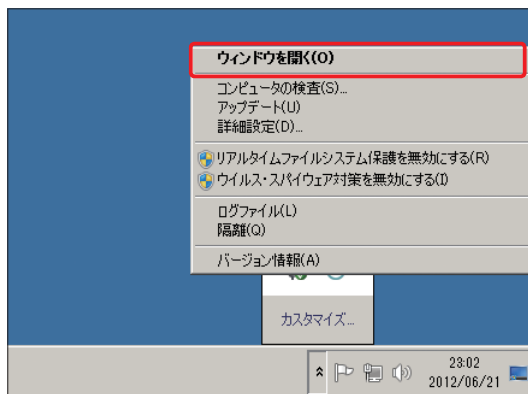 ウィンドウを開く(O)
コンピュータの検査(S)...
アップデート(U)
詳細設定(D)...
リアルタイムファイルシステム保護を無効にする(R)
ウイルス・スパイウェア対策を無効にする(I)
ログファイル(L)
隔離(Q)
バージョン情報(A)
カスタマイズ...
23:02
2012/06/21